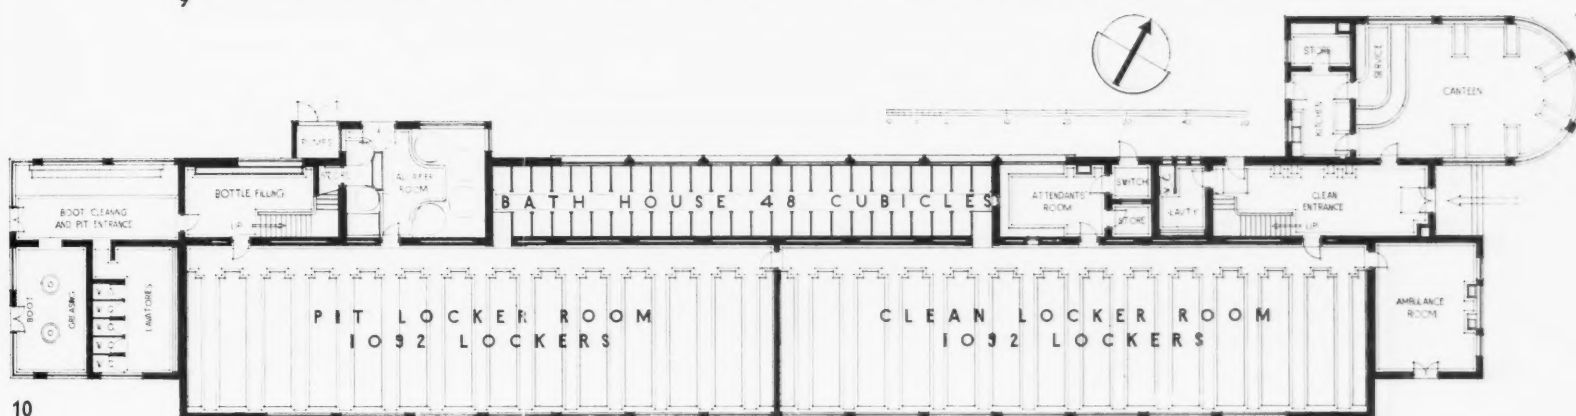 9
STORE
SERVICE
CANTEEN
KITCHEN
PUMPS
STORE
BOTTLE FILLING
UP
BOOT CLEANING
AND PIT ENTRANCE
BATH HOUSE 48 CUBICLES
ATTENDANTS'
ROOM
SWITCH
STORE
LAVTY
CLEAN
ENTRANCE
UP
BOOT
GREASING
LAVATORIES
PIT LOCKER ROOM
1092 LOCKERS
CLEAN LOCKER ROOM
1092 LOCKERS
AMBULANCE
ROOM
10